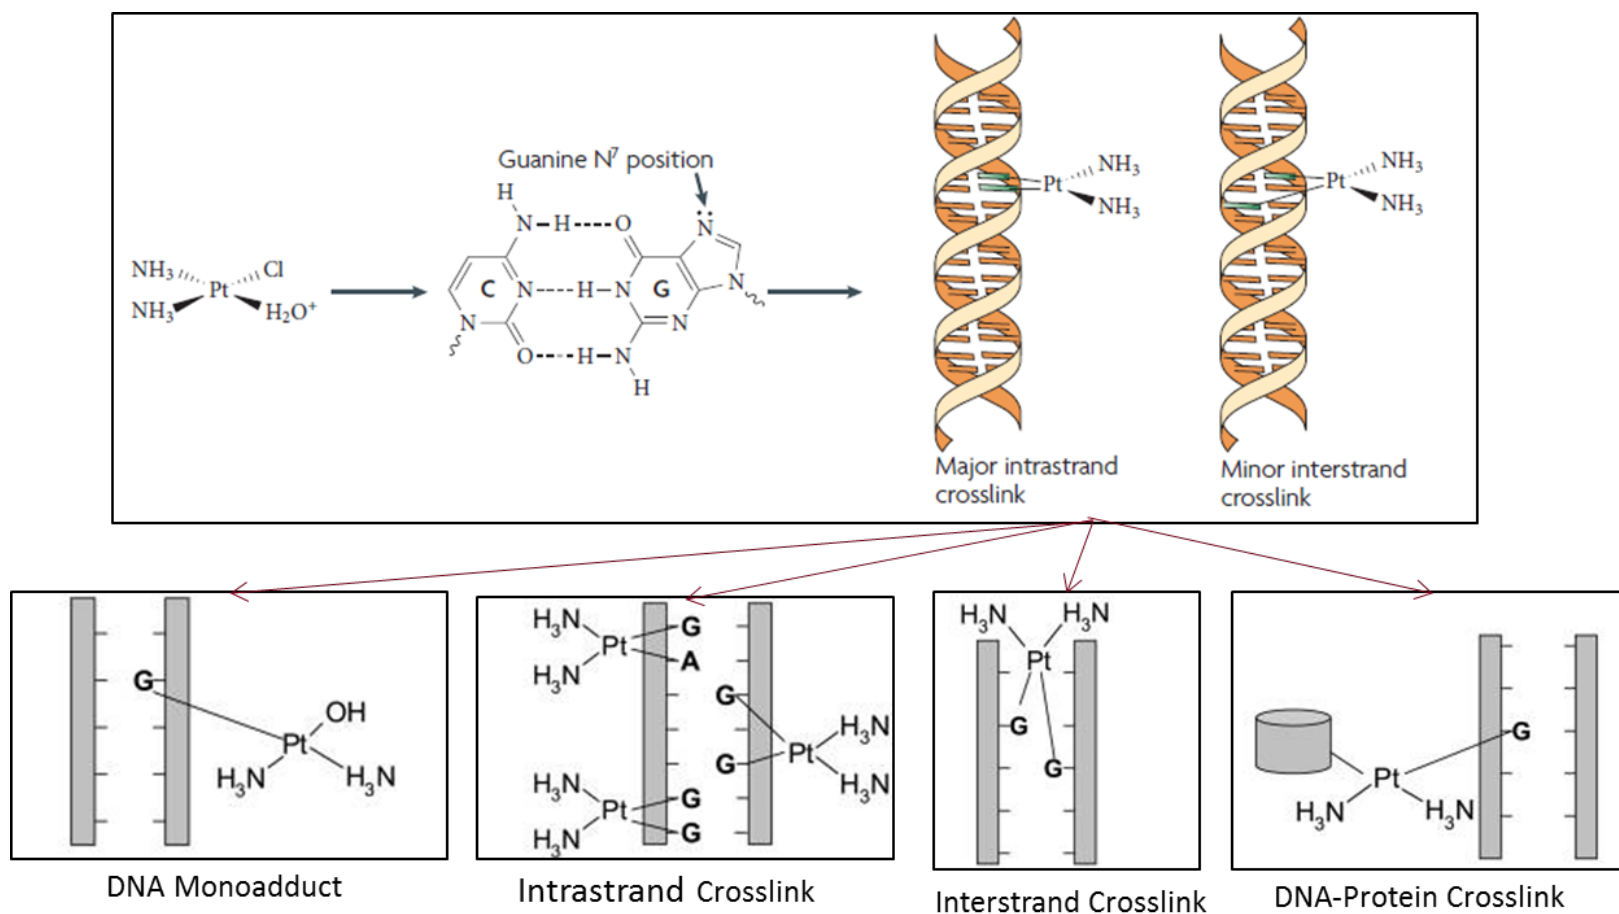 Guanine N⁷ position
H
N H O N
NH₃ Cl
Pt
NH₃ H₂O⁺
C N H N G N
N N
O H N
H
Pt NH₃
NH₃
Major intrastrand
crosslink
Pt NH₃
NH₃
Minor interstrand
crosslink
G
OH
Pt
H₃N H₃N
DNA Monoadduct
H₃N G
Pt
H₃N A
G
H₃N
G Pt
H₃N
H₃N G
Pt
H₃N G
Intrastrand Crosslink
H₃N H₃N
Pt
G
G
Interstrand Crosslink
G
Pt
H₃N H₃N
DNA-Protein Crosslink